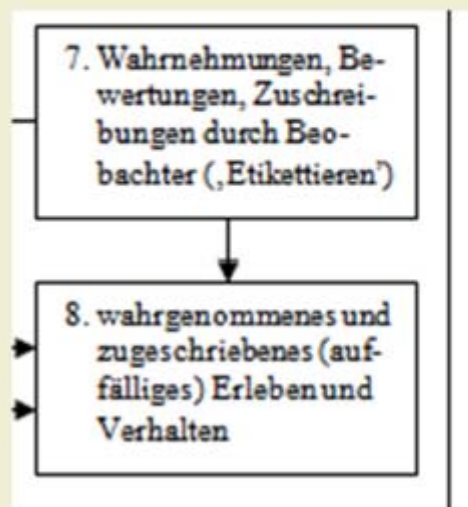 7. Wahrnehmungen, Be-
wertungen, Zuschrei-
bungen durch Beo-
bachter (‚Etikettieren’)
8. wahrgenommenes und
zugeschriebenes (auf-
fälliges) Erleben und
Verhalten